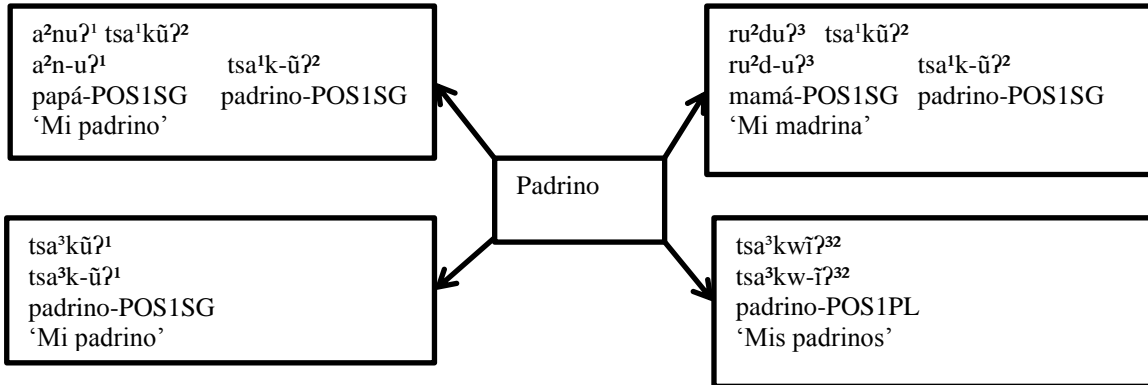 a²nuʔ¹ tsa¹kũʔ²
a²n-uʔ¹ tsa¹k-ũʔ²
papá-POS1SG padrino-POS1SG
‘Mi padrino’
ru²duʔ³ tsa¹kũʔ²
ru²d-uʔ³ tsa¹k-ũʔ²
mamá-POS1SG padrino-POS1SG
‘Mi madrina’
Padrino
tsa³kũʔ¹
tsa³k-ũʔ¹
padrino-POS1SG
‘Mi padrino’
tsa³kwĩʔ³²
tsa³kw-ĩʔ³²
padrino-POS1PL
‘Mis padrinos’